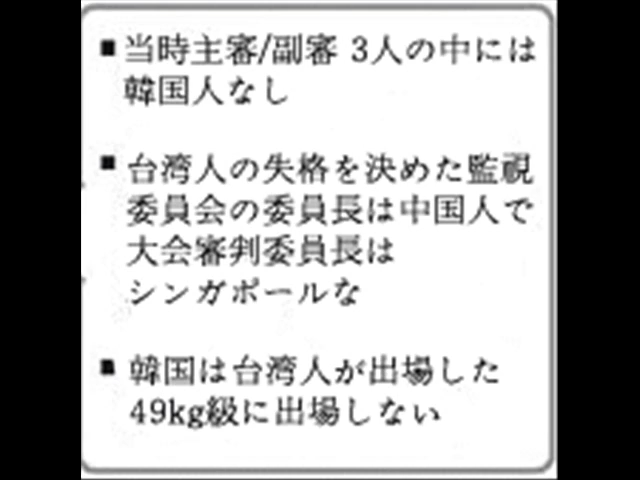 ■ 当時主審/副審 3人の中には
韓国人なし
■ 台湾人の失格を決めた監視
委員会の委員長は中国人で
大会審判委員長は
シンガポールな
■ 韓国は台湾人が出場した
49kg級に出場しない